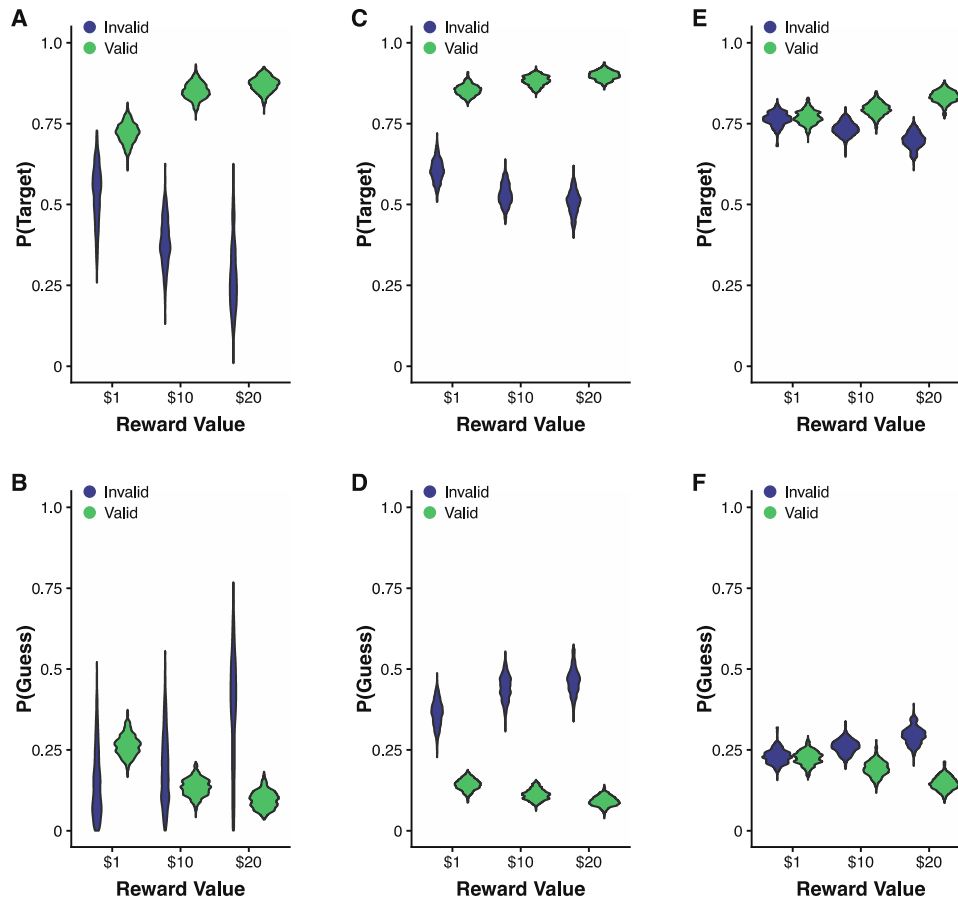 A
Invalid
Valid
1.0
0.75
0.5
0.25
0
P(Target)
$1
$10
$20
Reward Value
C
Invalid
Valid
1.0
0.75
0.5
0.25
0
P(Target)
$1
$10
$20
Reward Value
E
Invalid
Valid
1.0
0.75
0.5
0.25
0
P(Target)
$1
$10
$20
Reward Value
B
Invalid
Valid
1.0
0.75
0.5
0.25
0
P(Guess)
$1
$10
$20
Reward Value
D
Invalid
Valid
1.0
0.75
0.5
0.25
0
P(Guess)
$1
$10
$20
Reward Value
F
Invalid
Valid
1.0
0.75
0.5
0.25
0
P(Guess)
$1
$10
$20
Reward Value